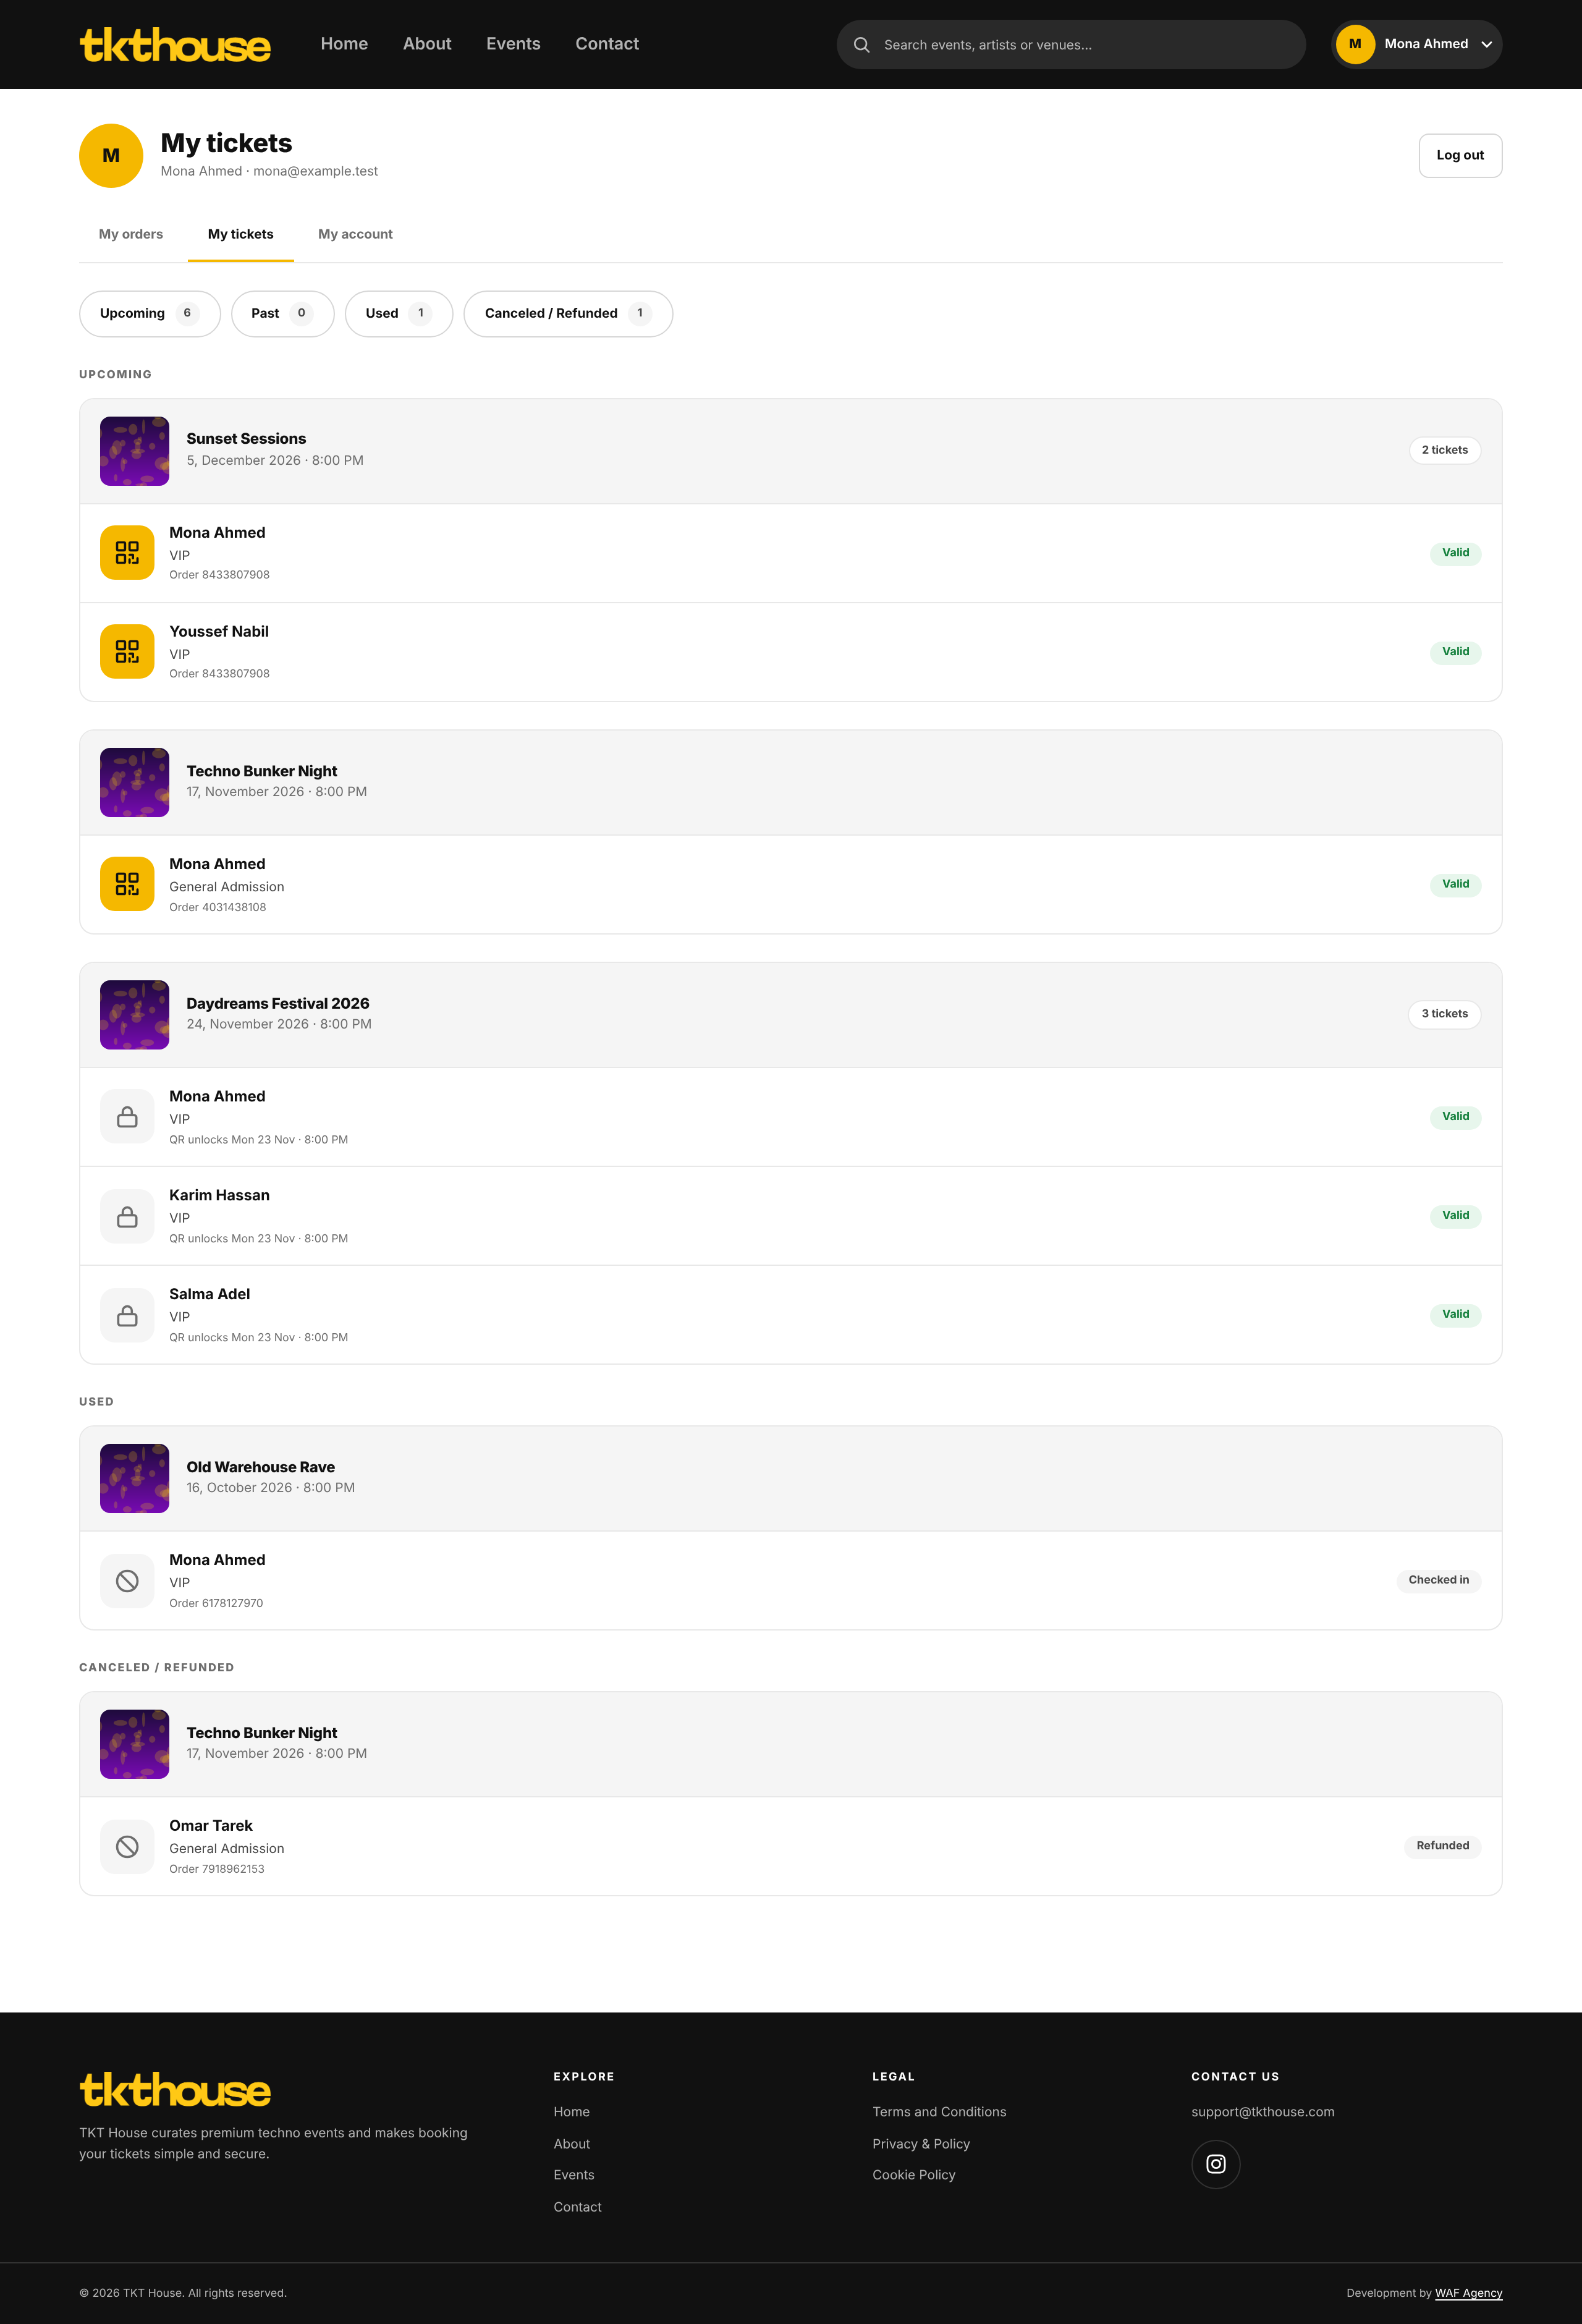 tkthouse
Home
About
Events
Contact
Search events, artists or venues...
M
Mona Ahmed
M
My tickets
Mona Ahmed · mona@example.test
Log out
My orders
My tickets
My account
Upcoming 6
Past 0
Used 1
Canceled / Refunded 1
UPCOMING
Sunset Sessions
5, December 2026 · 8:00 PM
2 tickets
Mona Ahmed
VIP
Order 8433807908
Valid
Youssef Nabil
VIP
Order 8433807908
Valid
Techno Bunker Night
17, November 2026 · 8:00 PM
Mona Ahmed
General Admission
Order 4031438108
Valid
Daydreams Festival 2026
24, November 2026 · 8:00 PM
3 tickets
Mona Ahmed
VIP
QR unlocks Mon 23 Nov · 8:00 PM
Valid
Karim Hassan
VIP
QR unlocks Mon 23 Nov · 8:00 PM
Valid
Salma Adel
VIP
QR unlocks Mon 23 Nov · 8:00 PM
Valid
USED
Old Warehouse Rave
16, October 2026 · 8:00 PM
Mona Ahmed
VIP
Order 6178127970
Checked in
CANCELED / REFUNDED
Techno Bunker Night
17, November 2026 · 8:00 PM
Omar Tarek
General Admission
Order 7918962153
Refunded
tkthouse
TKT House curates premium techno events and makes booking
your tickets simple and secure.
EXPLORE
Home
About
Events
Contact
LEGAL
Terms and Conditions
Privacy & Policy
Cookie Policy
CONTACT US
support@tkthouse.com
© 2026 TKT House. All rights reserved.
Development by WAF Agency